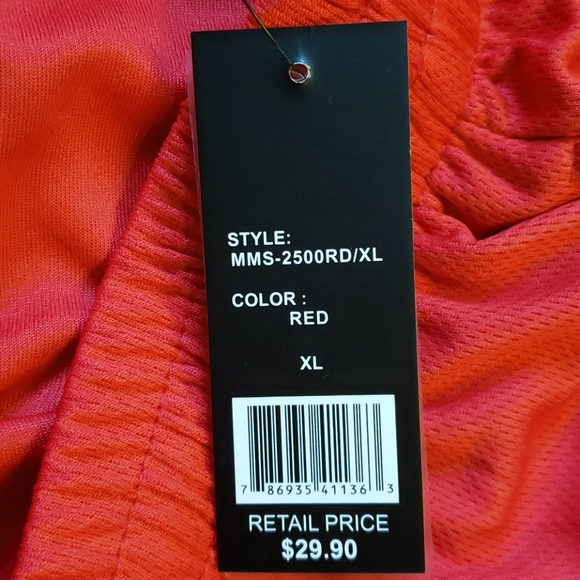 STYLE:
MMS-2500RD/XL
COLOR :
RED
XL
7 86935 41136 3
RETAIL PRICE
$29.90